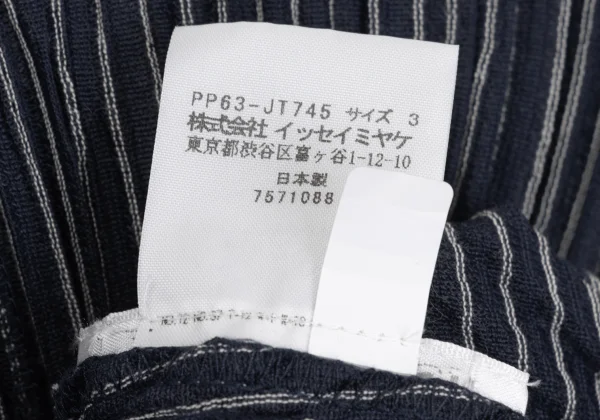 PP63-JT745 サイズ 3
株式会社 イッセイミヤケ
東京都渋谷区富ヶ谷1-12-10
日本製
7571088